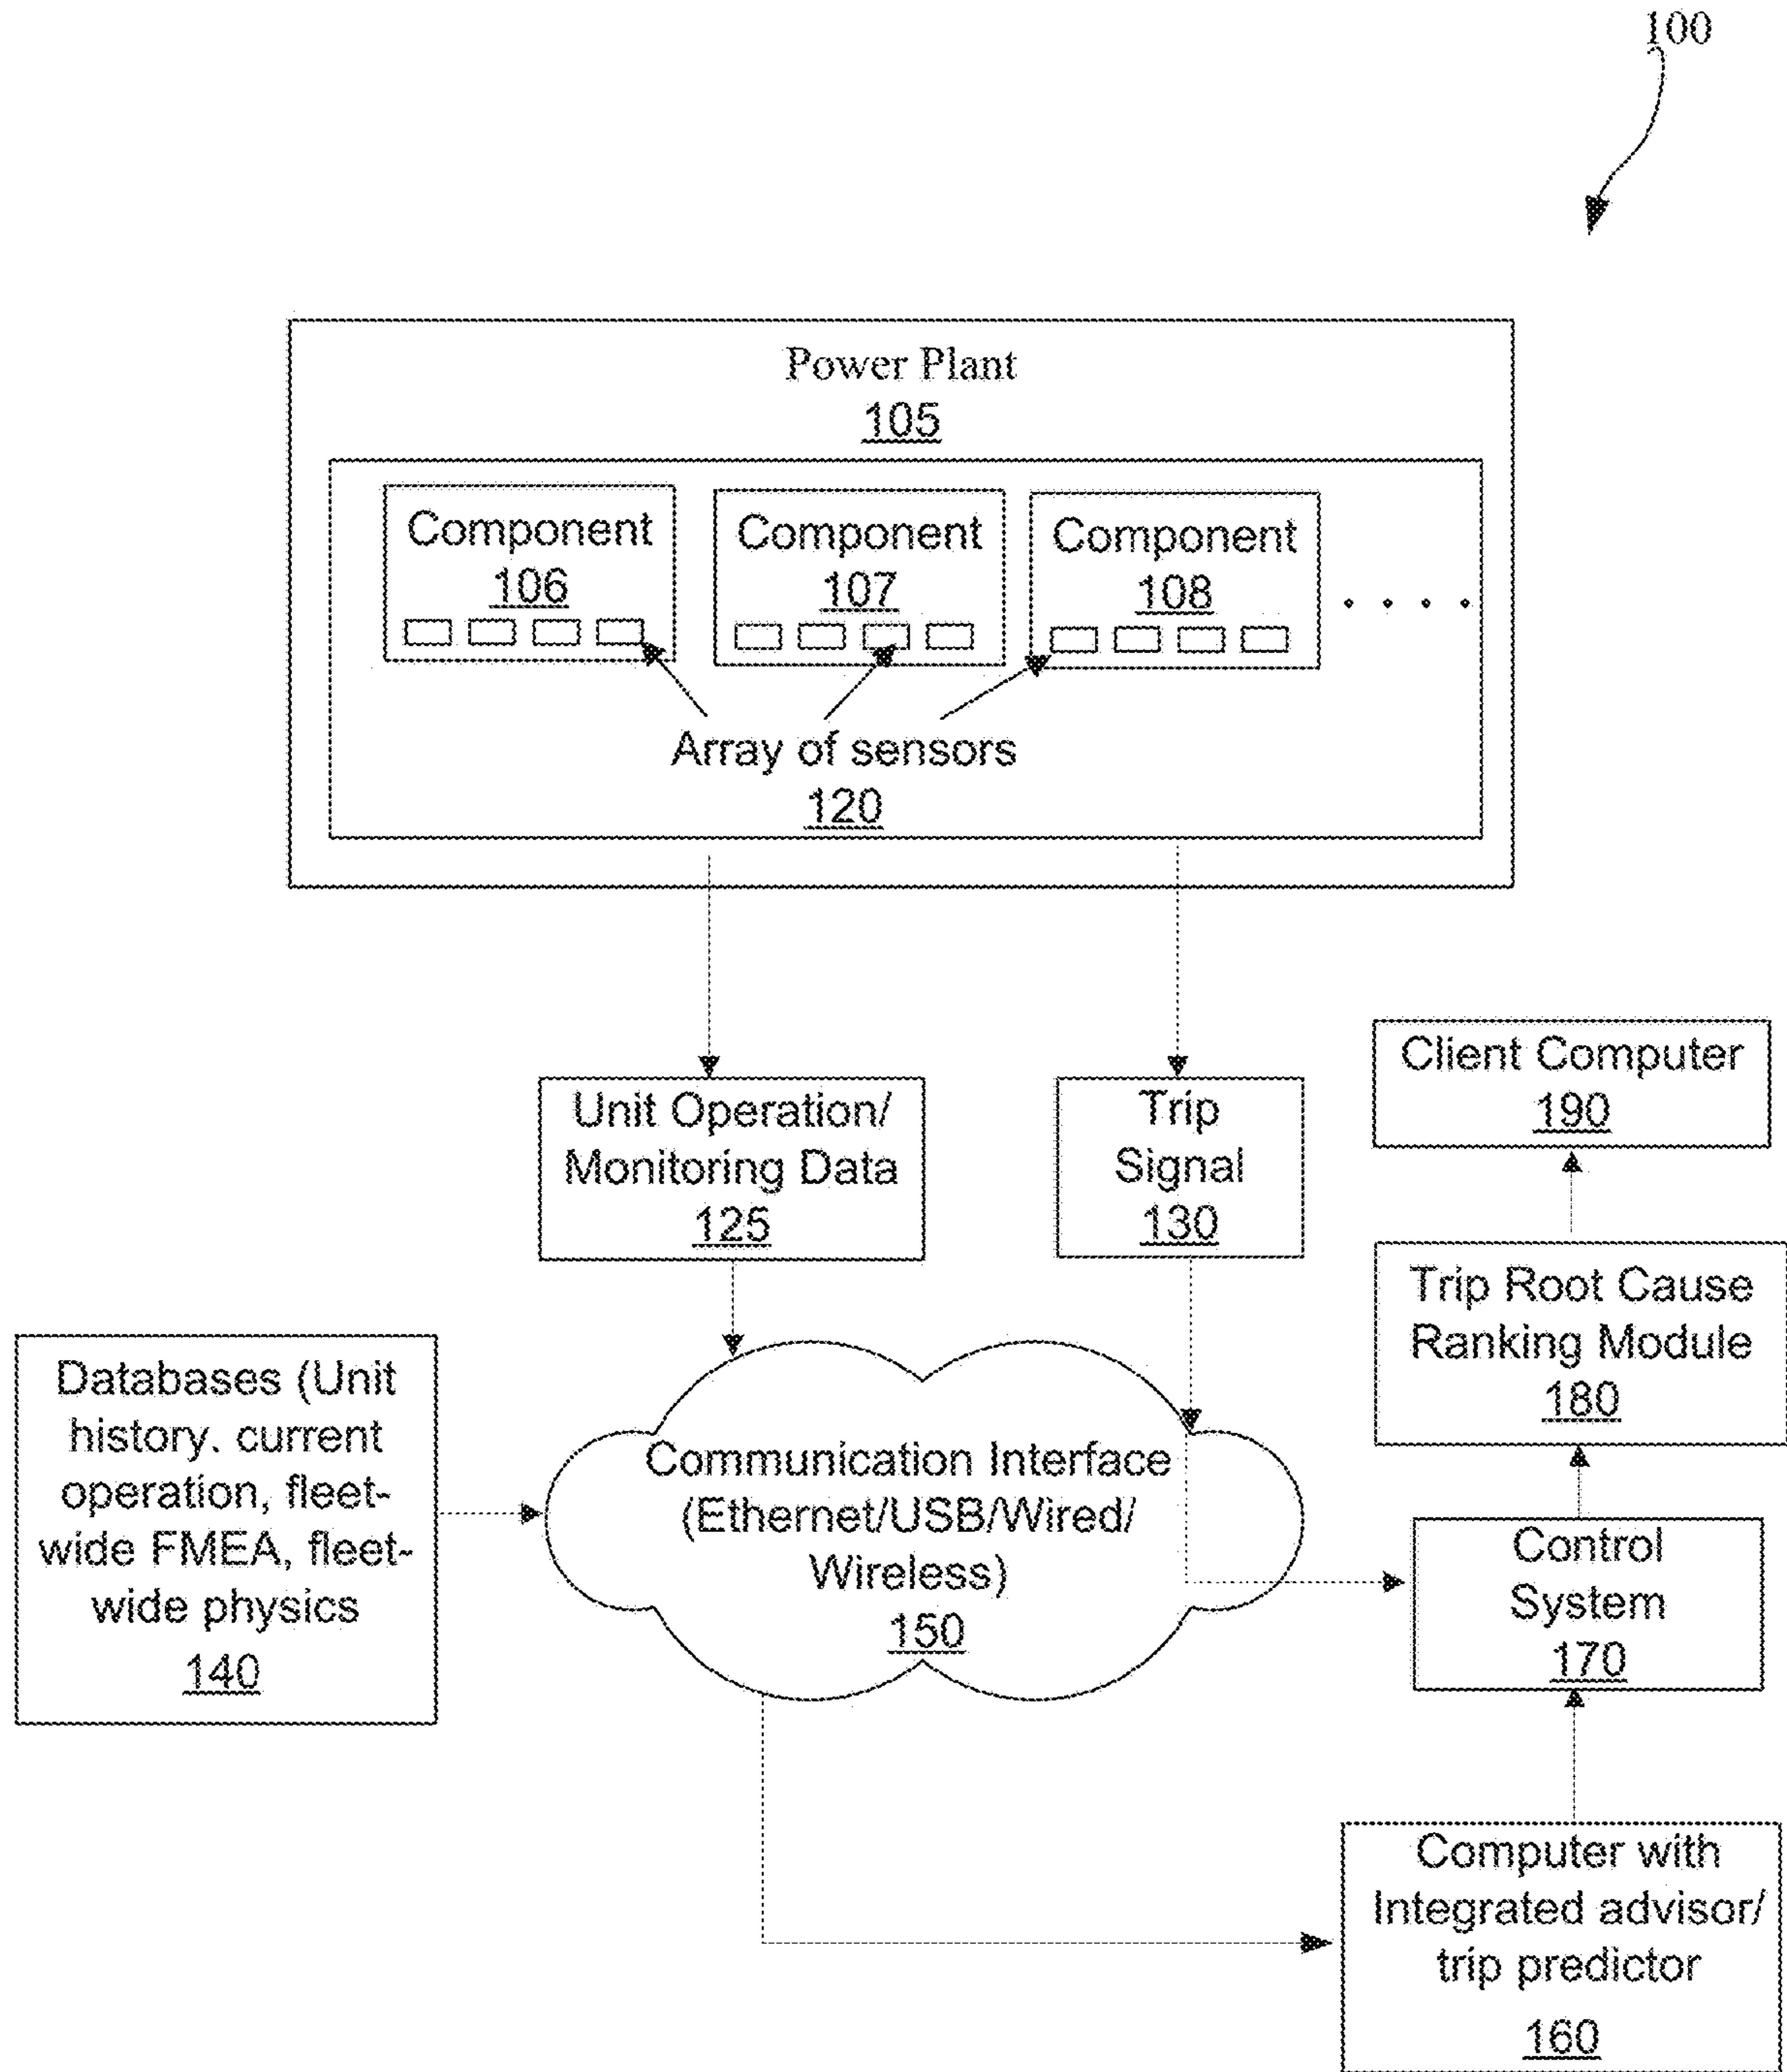 100
Power Plant
105
Component
106
Component
107
Component
108
Array of sensors
120
Unit Operation/
Monitoring Data
125
Trip
Signal
130
Client Computer
190
Trip Root Cause
Ranking Module
180
Databases (Unit
history. current
operation, fleet-
wide FMEA, fleet-
wide physics
140
Communication Interface
(Ethernet/USB/Wired/
Wireless)
150
Control
System
170
Computer with
Integrated advisor/
trip predictor
160